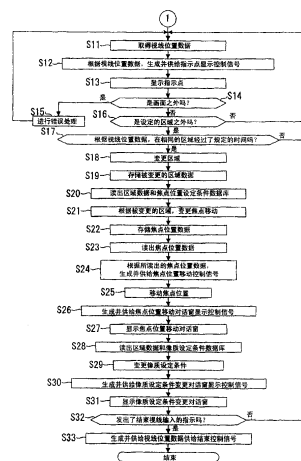 1
S11
取得视线位置数据
S12
根据视线位置数据,生成并供给指示点显示控制信号
S13
显示指示点
S14
是画面之外吗?
是
否
S15
进行错误处理
S16
是设定的区域之外吗?
否
是
S17
根据视线位置数据,在相同的区域经过了规定的时间吗?
否
是
S18
变更区域
S19
存储被变更的区域数据
S20
读出区域数据和焦点位置设定条件数据库
S21
根据被变更的区域,变更焦点移动
S22
存储焦点位置数据
S23
读出焦点位置数据
S24
根据所读出的焦点位置数据,
生成并供给焦点位置移动控制信号
S25
移动焦点位置
S26
生成并供给焦点位置移动对话窗显示控制信号
S27
显示焦点位置移动对话窗
S28
读出区域数据和像质设定条件数据库
S29
变更像质设定条件
S30
生成并供给像质设定条件变更对话窗显示控制信号
S31
显示像质设定条件变更对话窗
S32
发出了结束视线输入的指示吗?
否
是
S33
生成并供给视线位置数据供给结束控制信号
结束